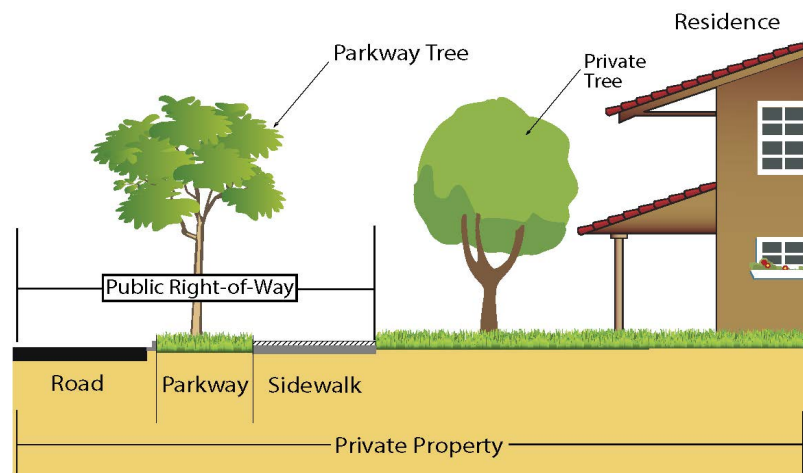 Residence
Parkway Tree
Private
Tree
Public Right-of-Way
Road
Parkway
Sidewalk
Private Property